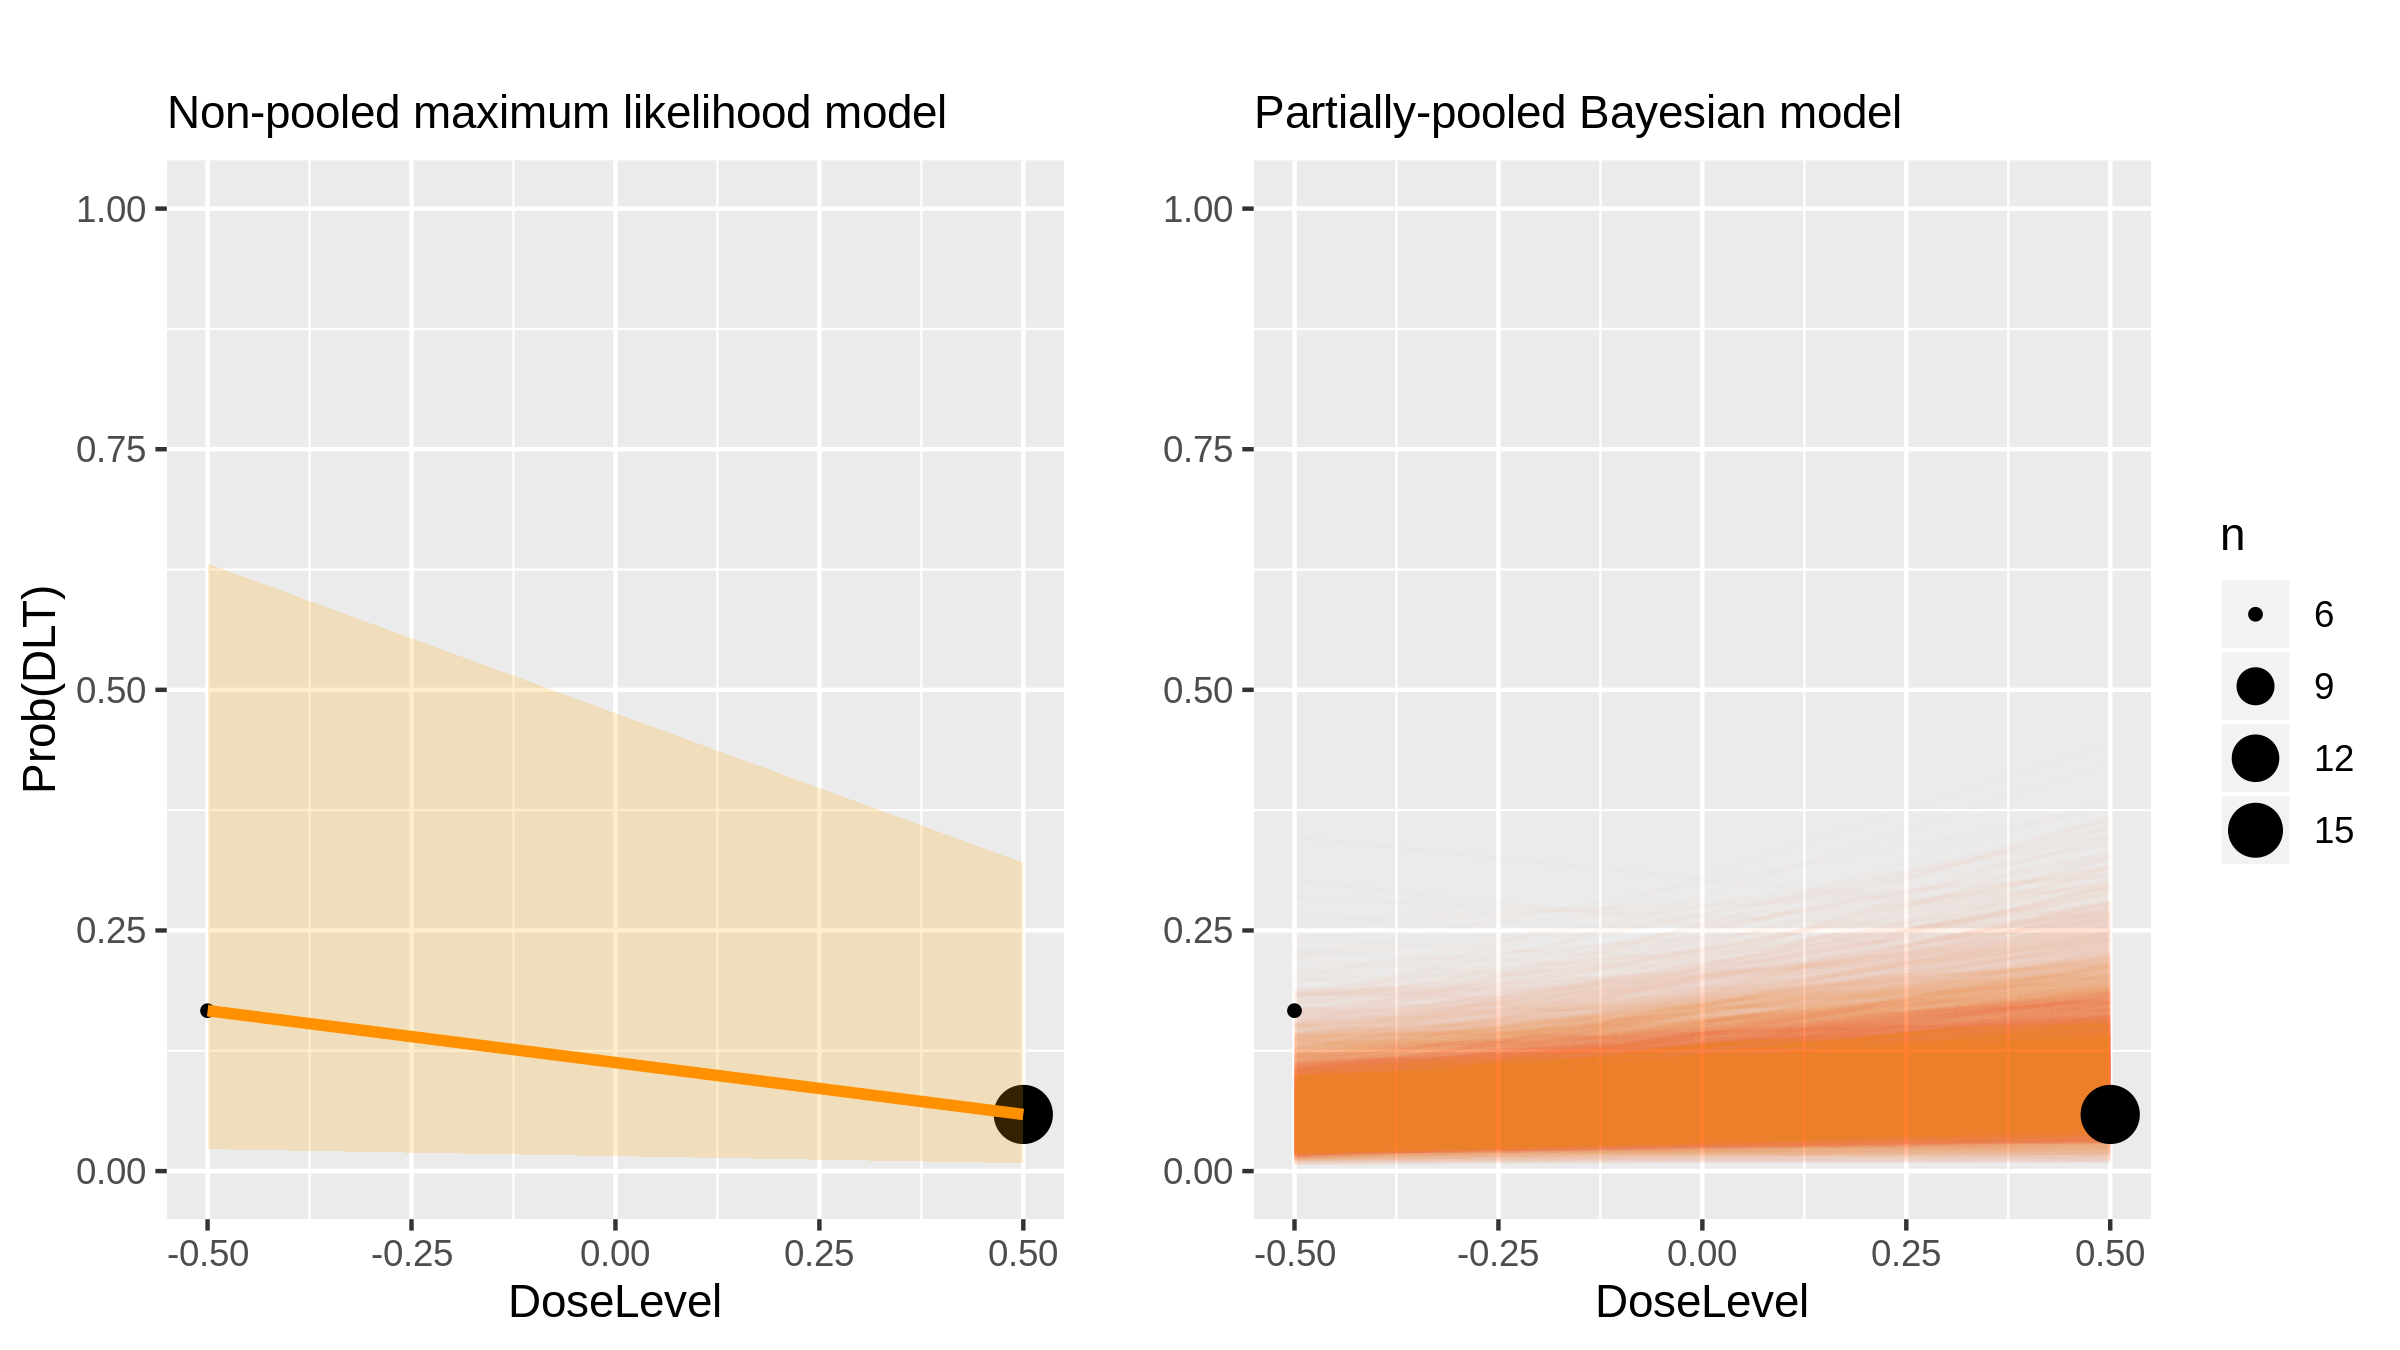 Non-pooled maximum likelihood model
Partially-pooled Bayesian model
Prob(DLT)
1.00
0.75
0.50
0.25
0.00
-0.50 -0.25 0.00 0.25 0.50
DoseLevel
1.00
0.75
0.50
0.25
0.00
-0.50 -0.25 0.00 0.25 0.50
DoseLevel
n
6
9
12
15